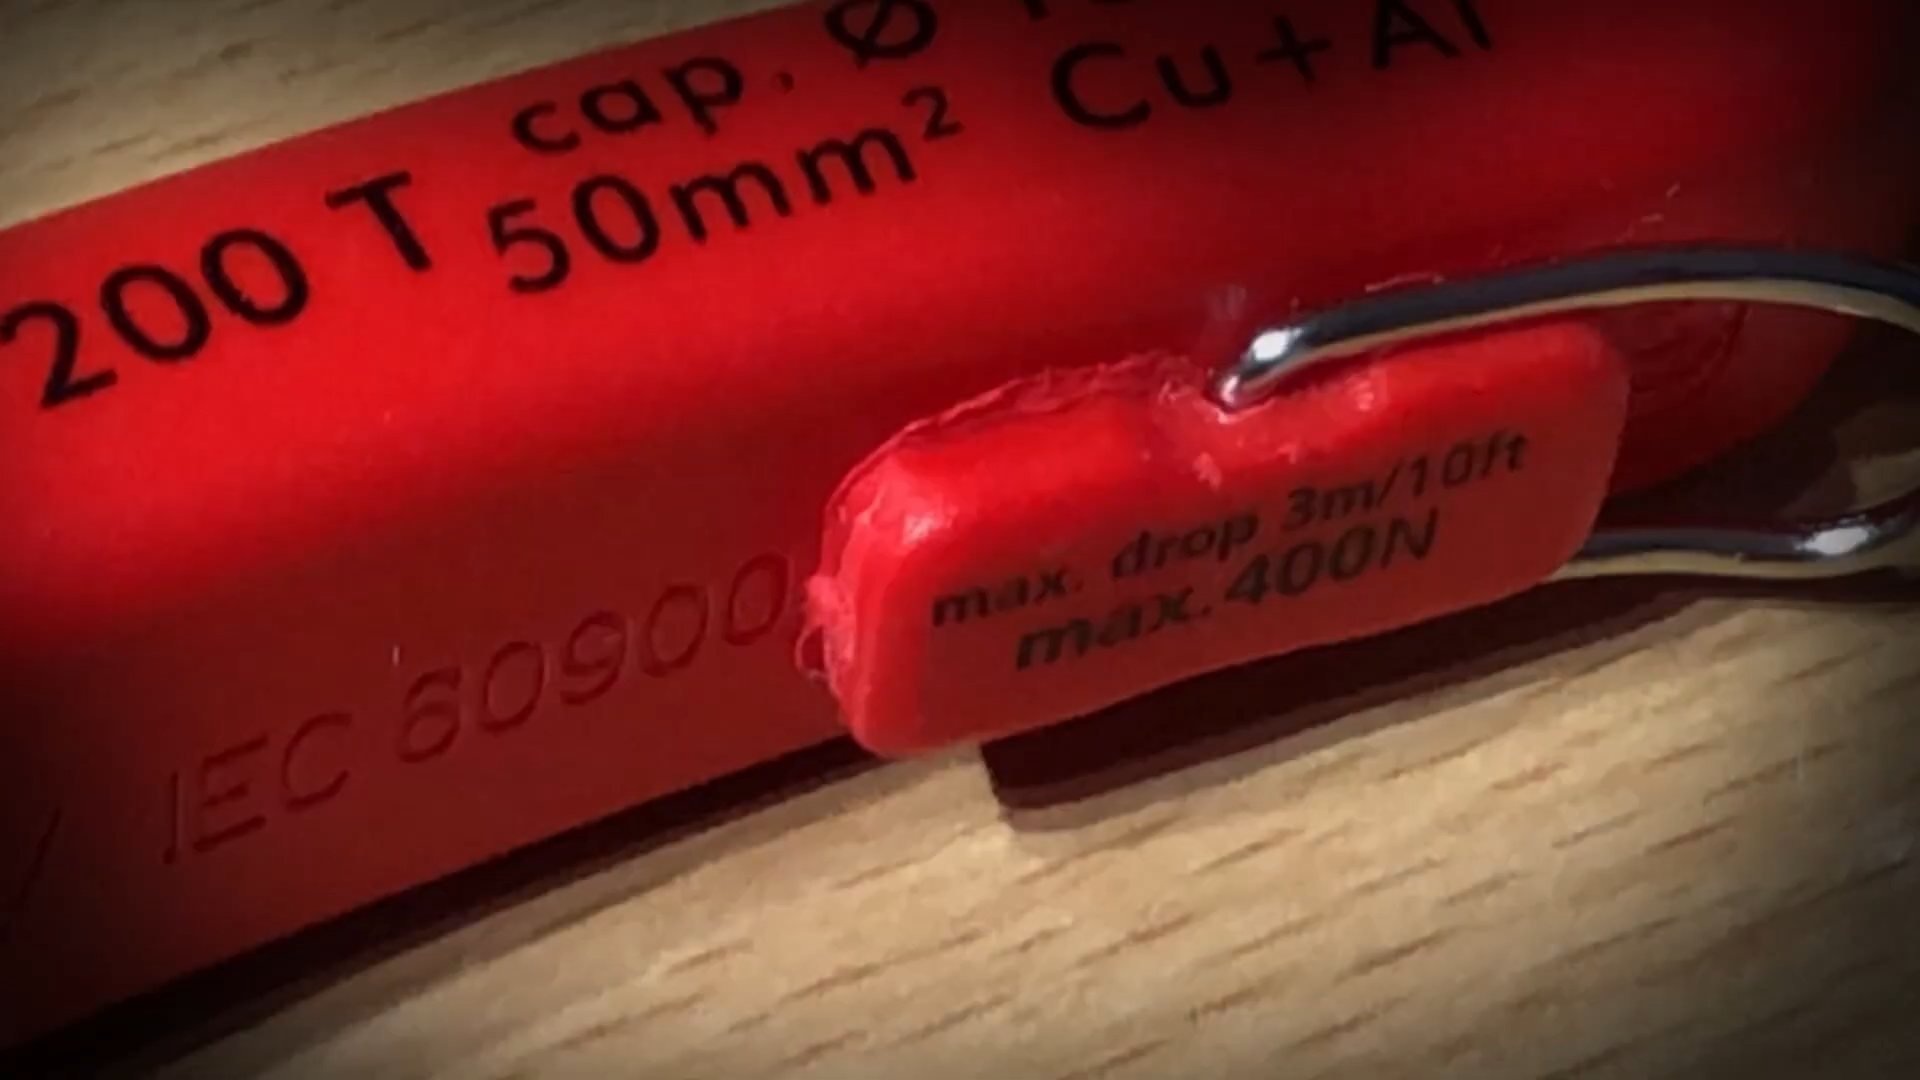 200 T
cap. Ø
50mm² Cu+Al
IEC 60900
max. drop 3m/10ft
max.400N